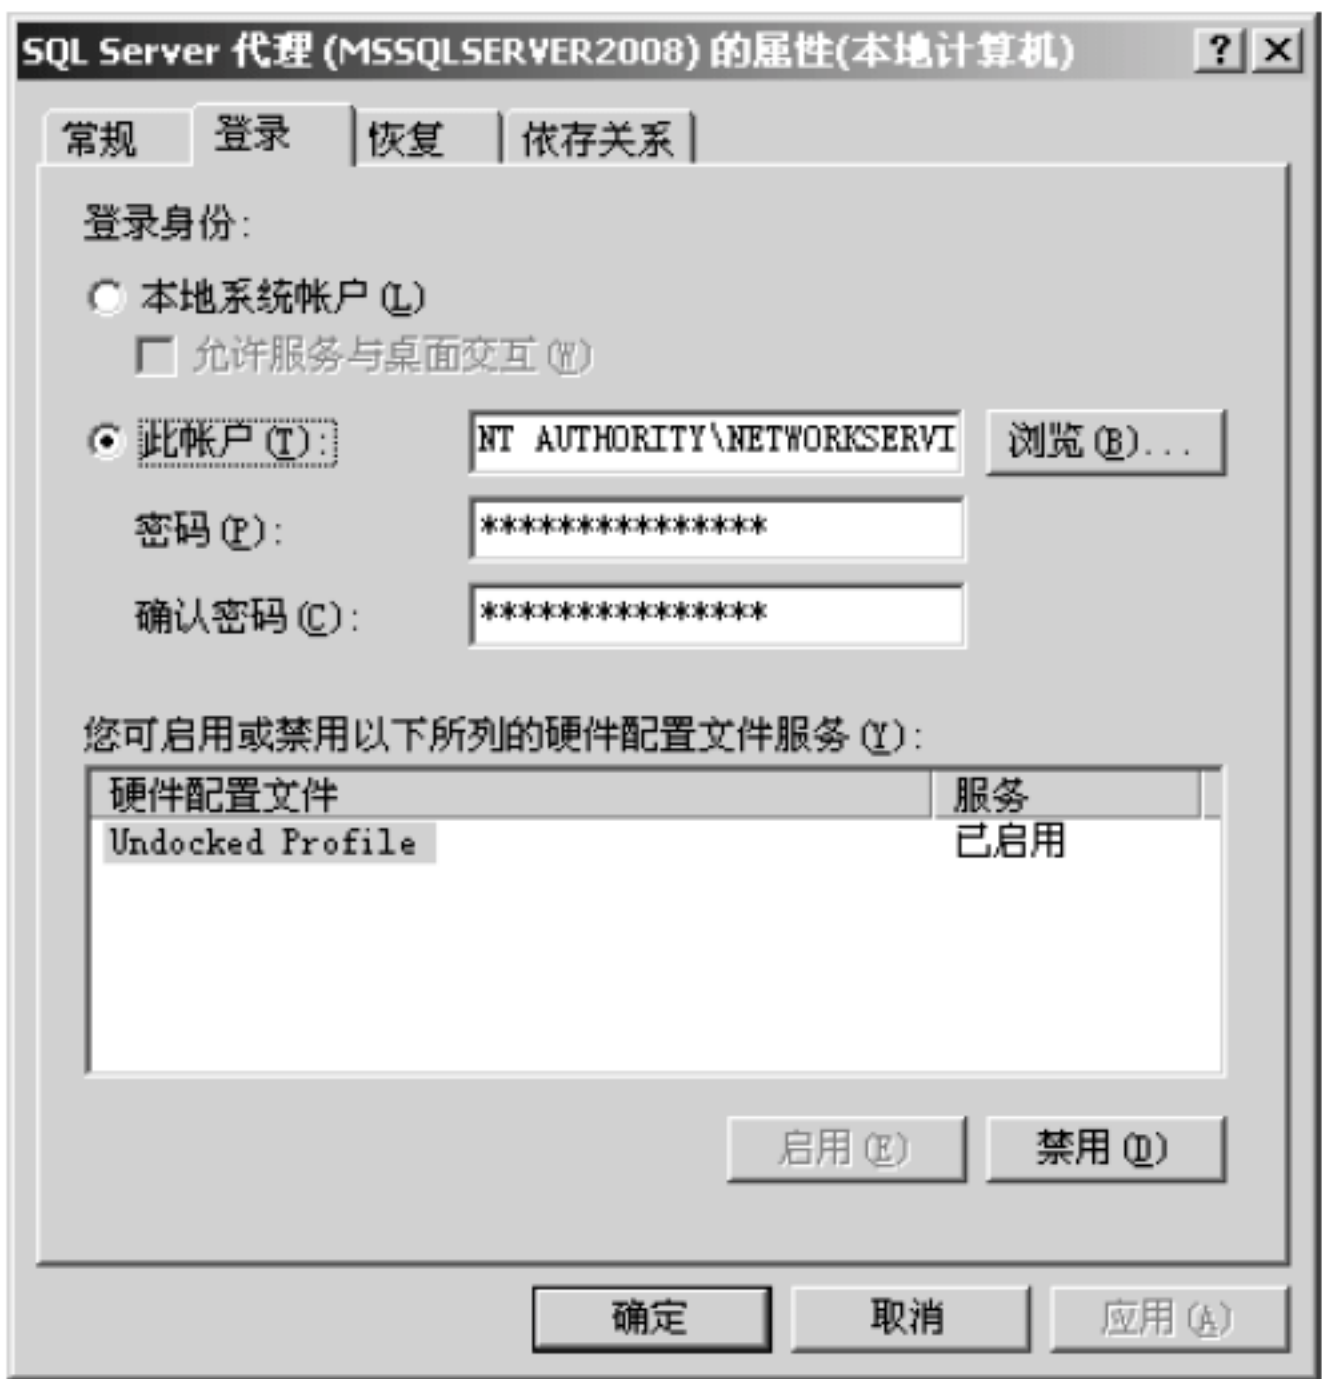 SQL Server 代理 (MSSQLSERVER2008) 的属性(本地计算机)
常规 登录 恢复 依存关系
登录身份:
本地系统帐户(L)
允许服务与桌面交互(W)
此帐户(T): NT AUTHORITY\NETWORKSERVI 浏览(B)...
密码(P): ***************
确认密码(C): ***************
您可启用或禁用以下所列的硬件配置文件服务(Y):
硬件配置文件 服务
Undocked Profile 已启用
启用(E) 禁用(D)
确定 取消 应用(A)